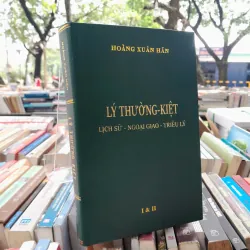 HOÀNG XUÂN HÃN
LÝ THƯỜNG-KIỆT
LỊCH SỬ - NGOẠI GIAO - TRIỀU LÝ
I & II